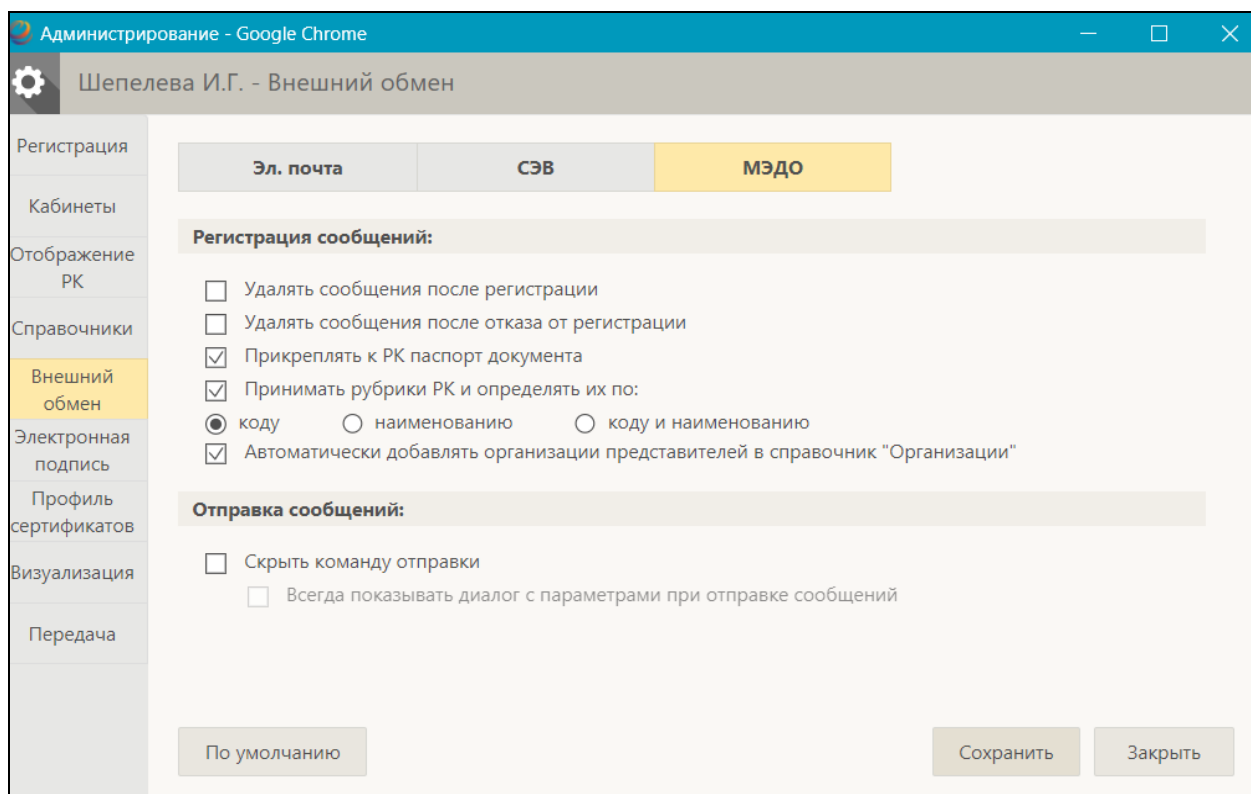 Администрирование - Google Chrome
Шепелева И.Г. - Внешний обмен
Регистрация
Кабинеты
Отображение
РК
Справочники
Внешний
обмен
Электронная
подпись
Профиль
сертификатов
Визуализация
Передача
Эл. почта СЭВ МЭДО
Регистрация сообщений:
Удалять сообщения после регистрации
Удалять сообщения после отказа от регистрации
Прикреплять к РК паспорт документа
Принимать рубрики РК и определять их по:
коду наименованию коду и наименованию
Автоматически добавлять организации представителей в справочник "Организации"
Отправка сообщений:
Скрыть команду отправки
Всегда показывать диалог с параметрами при отправке сообщений
По умолчанию Сохранить Закрыть